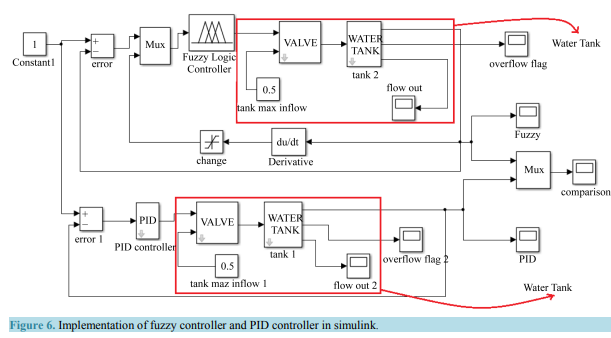 1
Constant1
+
−
error
Mux
Fuzzy Logic
Controller
VALVE
WATER
TANK
tank 2
0.5
tank max inflow
flow out
overflow flag
Water Tank
change
du/dt
Derivative
Fuzzy
Mux
comparison
+
−
error 1
PID
PID controller
VALVE
WATER
TANK
tank 1
0.5
tank maz inflow 1
flow out 2
overflow flag 2
PID
Water Tank
Figure 6. Implementation of fuzzy controller and PID controller in simulink.